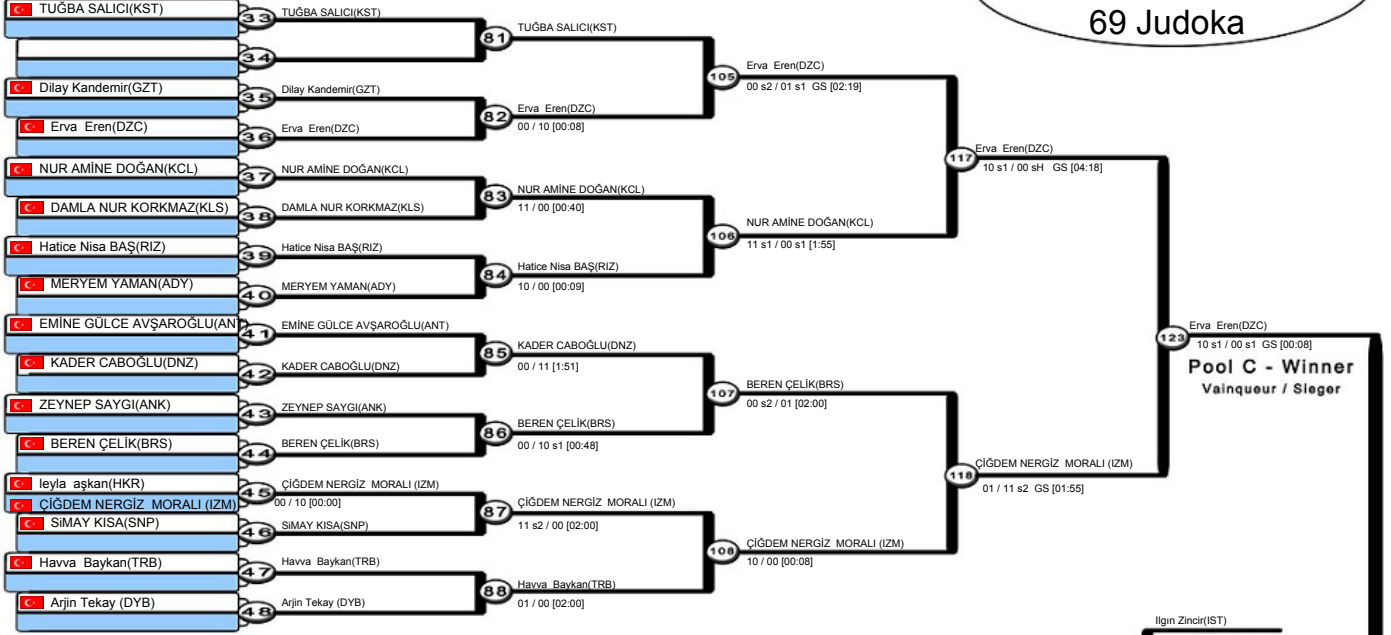 69 Judoka
TUĞBA SALICI(KST)
33
TUĞBA SALICI(KST)
34
81
TUĞBA SALICI(KST)
Dilay Kandemir(GZT)
35
Dilay Kandemir(GZT)
Erva Eren(DZC)
36
Erva Eren(DZC)
82
Erva Eren(DZC)
00 / 10 [00:08]
105
Erva Eren(DZC)
00 s2 / 01 s1 GS [02:19]
NUR AMİNE DOĞAN(KCL)
37
NUR AMİNE DOĞAN(KCL)
DAMLA NUR KORKMAZ(KLS)
38
DAMLA NUR KORKMAZ(KLS)
83
NUR AMİNE DOĞAN(KCL)
11 / 00 [00:40]
Hatice Nisa BAŞ(RIZ)
39
Hatice Nisa BAŞ(RIZ)
MERYEM YAMAN(ADY)
40
MERYEM YAMAN(ADY)
84
Hatice Nisa BAŞ(RIZ)
10 / 00 [00:09]
106
NUR AMİNE DOĞAN(KCL)
11 s1 / 00 s1 [1:55]
117
Erva Eren(DZC)
10 s1 / 00 sH GS [04:18]
EMİNE GÜLCE AVŞAROĞLU(ANT)
41
EMİNE GÜLCE AVŞAROĞLU(ANT)
KADER CABOĞLU(DNZ)
42
KADER CABOĞLU(DNZ)
85
KADER CABOĞLU(DNZ)
00 / 11 [1:51]
ZEYNEP SAYGI(ANK)
43
ZEYNEP SAYGI(ANK)
BEREN ÇELİK(BRS)
44
BEREN ÇELİK(BRS)
86
BEREN ÇELİK(BRS)
00 / 10 s1 [00:48]
107
BEREN ÇELİK(BRS)
00 s2 / 01 [02:00]
leyla aşkan(HKR)
ÇİĞDEM NERGİZ MORALI (IZM)
45
ÇİĞDEM NERGİZ MORALI (IZM)
00 / 10 [00:00]
SiMAY KISA(SNP)
46
SiMAY KISA(SNP)
87
ÇİĞDEM NERGİZ MORALI (IZM)
11 s2 / 00 [02:00]
Havva Baykan(TRB)
47
Havva Baykan(TRB)
Arjin Tekay (DYB)
48
Arjin Tekay (DYB)
88
Havva Baykan(TRB)
01 / 00 [02:00]
108
ÇİĞDEM NERGİZ MORALI (IZM)
10 / 00 [00:08]
118
ÇİĞDEM NERGİZ MORALI (IZM)
01 / 11 s2 GS [01:55]
123
Erva Eren(DZC)
10 s1 / 00 s1 GS [00:08]
Pool C - Winner
Vainqueur / Sieger
Ilgın Zincir(IST)